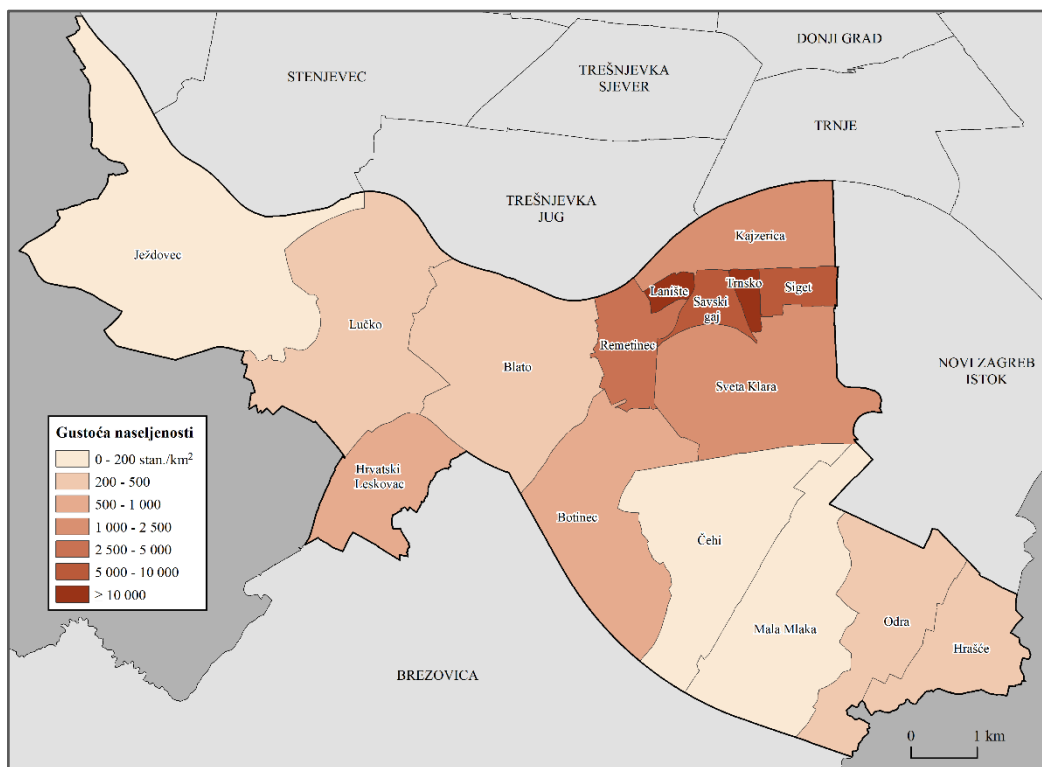 DONJI GRAD
STENJEVEC
TREŠNJEVKA
SJEVER
TRNJE
TREŠNJEVKA
JUG
Kajzerica
Ježdovec
Lanište
Trnsko
Siget
Savski
gaj
Lučko
Remetinec
Blato
Sveta Klara
NOVI ZAGREB
ISTOK
Gustoća naseljenosti
0 - 200 stan./km²
200 - 500
500 - 1 000
1 000 - 2 500
2 500 - 5 000
5 000 - 10 000
> 10 000
Hrvatski
Leskovac
Botinec
Čehi
Mala Mlaka
Odra
Hrašće
BREZOVICA
0 1 km